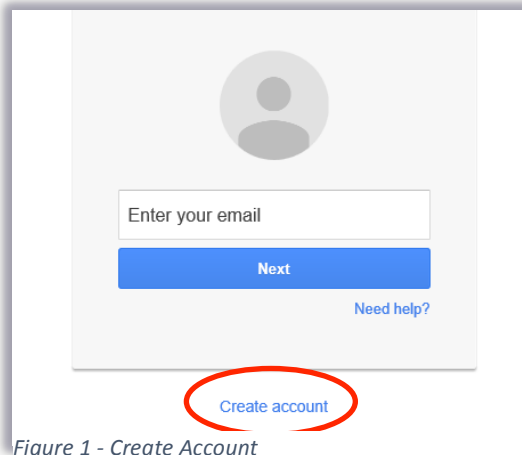 Enter your email
Next
Need help?
Create account
Figure 1 - Create Account